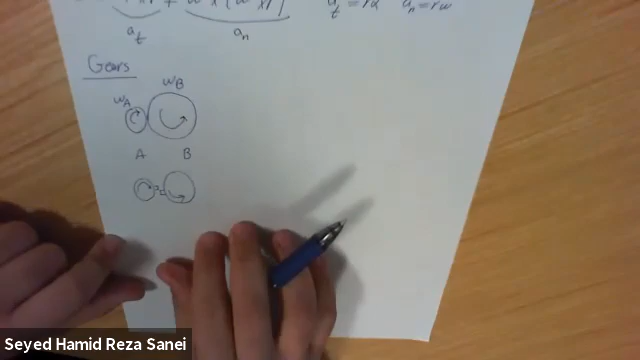 a_t a_n a_t = rα a_n = rω
Gears
ω_A ω_B
A B
Seyed Hamid Reza Sanei